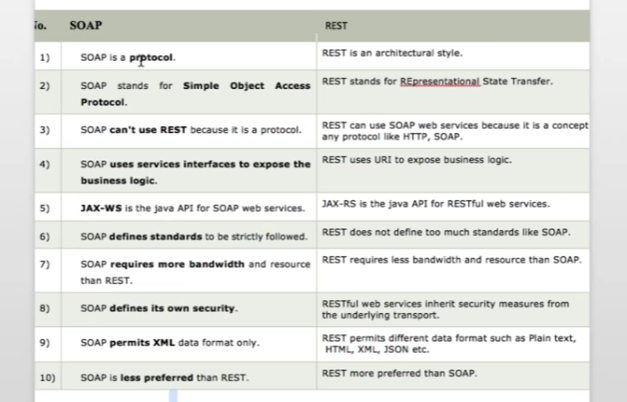 No. SOAP REST
1) SOAP is a protocol. REST is an architectural style.
2) SOAP stands for Simple Object Access REST stands for REpresentational State Transfer.
Protocol.
3) SOAP can't use REST because it is a protocol. REST can use SOAP web services because it is a concept
any protocol like HTTP, SOAP.
4) SOAP uses services interfaces to expose the REST uses URI to expose business logic.
business logic.
5) JAX-WS is the java API for SOAP web services. JAX-RS is the java API for RESTful web services.
6) SOAP defines standards to be strictly followed. REST does not define too much standards like SOAP.
7) SOAP requires more bandwidth and resource REST requires less bandwidth and resource than SOAP.
than REST.
8) SOAP defines its own security. RESTful web services inherit security measures from
the underlying transport.
9) SOAP permits XML data format only. REST permits different data format such as Plain text,
HTML, XML, JSON etc.
10) SOAP is less preferred than REST. REST more preferred than SOAP.